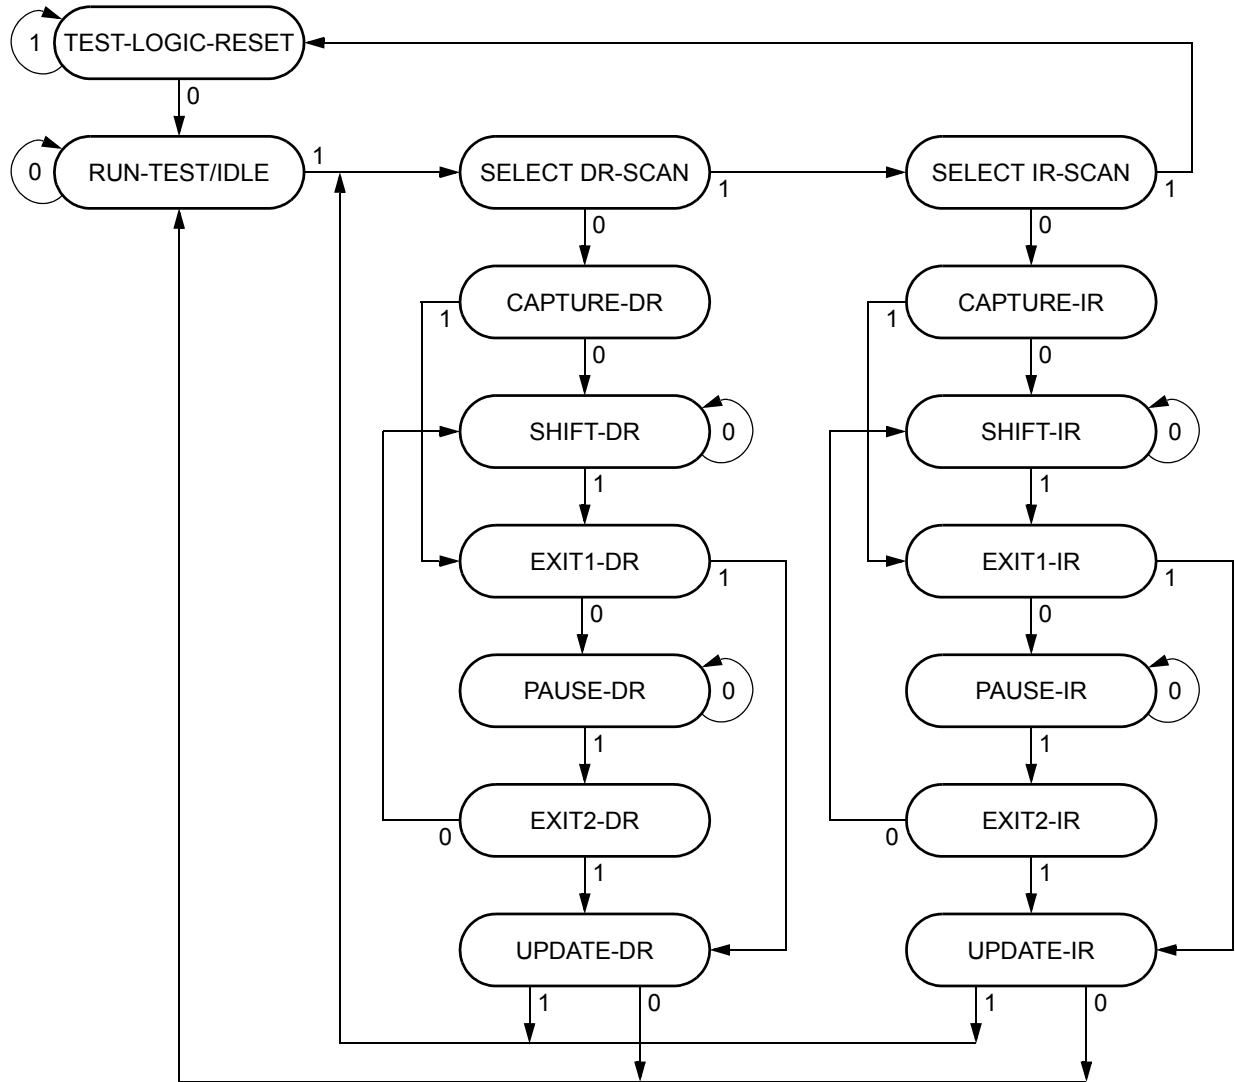 1
TEST-LOGIC-RESET
0
0
RUN-TEST/IDLE
1
SELECT DR-SCAN
1
SELECT IR-SCAN
1
0
0
CAPTURE-DR
1
CAPTURE-IR
1
0
0
SHIFT-DR
0
SHIFT-IR
0
1
1
EXIT1-DR
1
EXIT1-IR
1
0
0
PAUSE-DR
0
PAUSE-IR
0
1
1
EXIT2-DR
0
EXIT2-IR
0
1
1
UPDATE-DR
UPDATE-IR
1
0
1
0